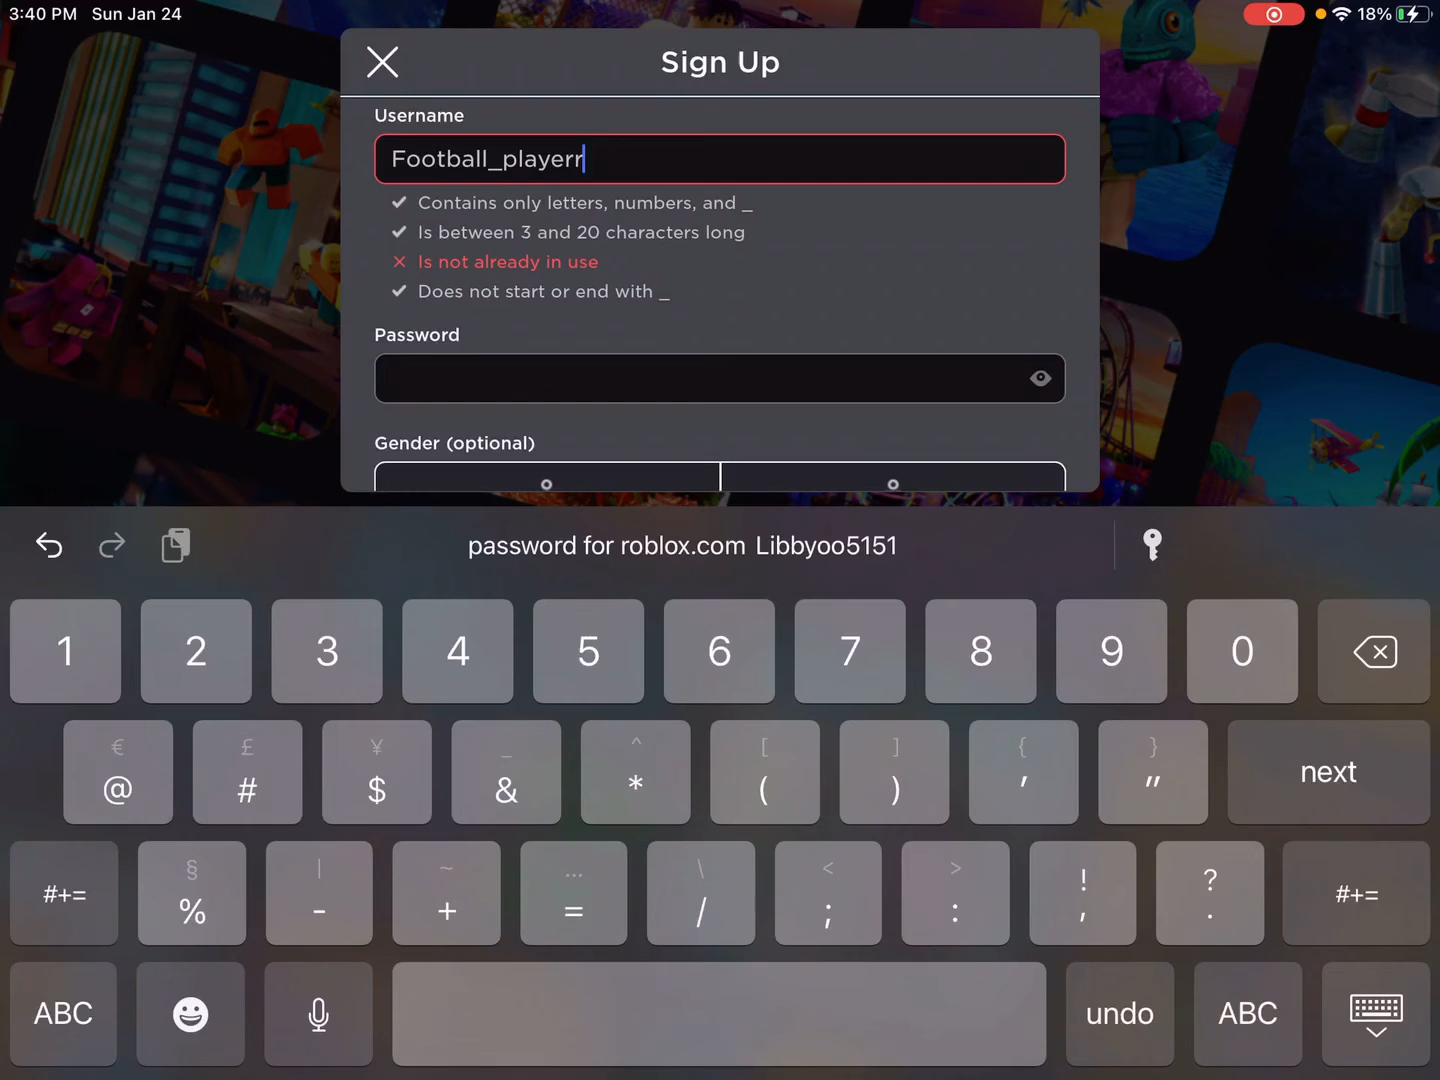 3:40 PM Sun Jan 24
18%
Sign Up
Username
Football_playerr
Contains only letters, numbers, and _
Is between 3 and 20 characters long
Is not already in use
Does not start or end with _
Password
Gender (optional)
password for roblox.com Libbyoo5151
1 2 3 4 5 6 7 8 9 0
€ £ ¥ _ ^ [ ] { }
@ # $ & * ( ) ' " next
§ | ~ … \ < > ! ?
#+= % - + = / ; : , . #+=
ABC undo ABC